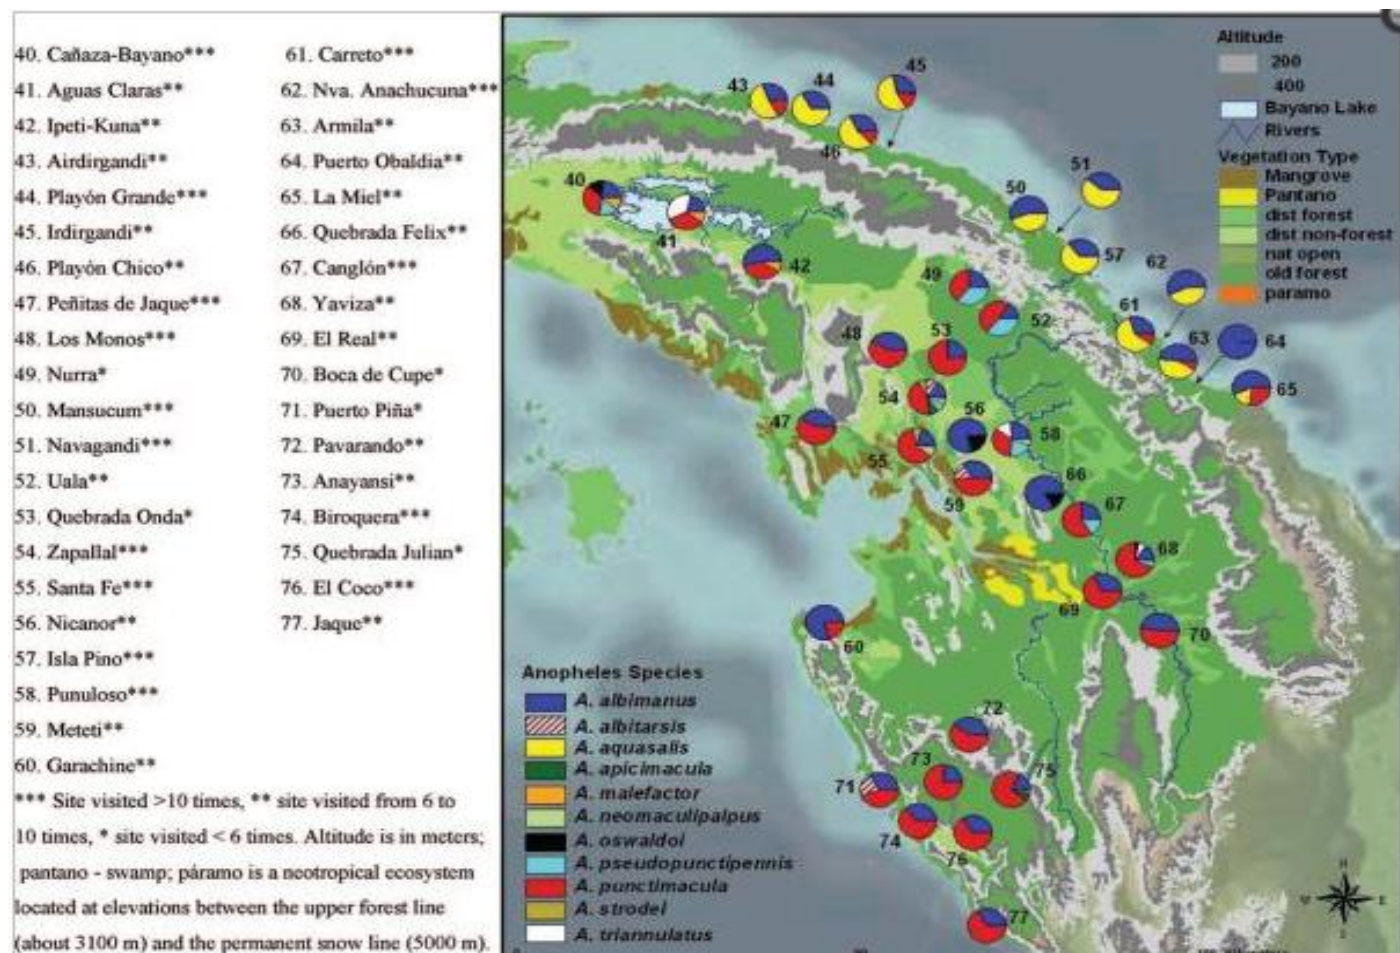 40. Cañaza-Bayano***
41. Aguas Claras**
42. Ipeti-Kuna**
43. Airdirgandi**
44. Playón Grande***
45. Irdirgandi**
46. Playón Chico**
47. Peñitas de Jaque***
48. Los Monos***
49. Nurra*
50. Mansucum***
51. Navagandi***
52. Uala**
53. Quebrada Onda*
54. Zapallal***
55. Santa Fe***
56. Nicanor**
57. Isla Pino***
58. Punuloso***
59. Meteti**
60. Garachine**
61. Carreto***
62. Nva. Anachucuna***
63. Armila**
64. Puerto Obaldia**
65. La Miel**
66. Quebrada Felix**
67. Canglón***
68. Yaviza**
69. El Real**
70. Boca de Cupe*
71. Puerto Piña*
72. Pavarando**
73. Anayansi**
74. Biroquera***
75. Quebrada Julian*
76. El Coco***
77. Jaque**
*** Site visited >10 times, ** site visited from 6 to
10 times, * site visited < 6 times. Altitude is in meters;
pantano - swamp; páramo is a neotropical ecosystem
located at elevations between the upper forest line
(about 3100 m) and the permanent snow line (5000 m).
Altitude
200
400
Bayano Lake
Rivers
Vegetation Type
Mangrove
Pantano
dist forest
dist non-forest
nat open
old forest
paramo
43
44
45
46
40
41
42
50
51
57
62
49
52
61
63
64
65
48
53
54
47
56
58
55
59
66
67
68
69
70
60
72
73
75
71
74
76
77
Anopheles Species
A. albimanus
A. albitarsis
A. aquasalis
A. apicimacula
A. malefactor
A. neomaculipalpus
A. oswaldoi
A. pseudopunctipennis
A. punctimacula
A. strodel
A. triannulatus
E